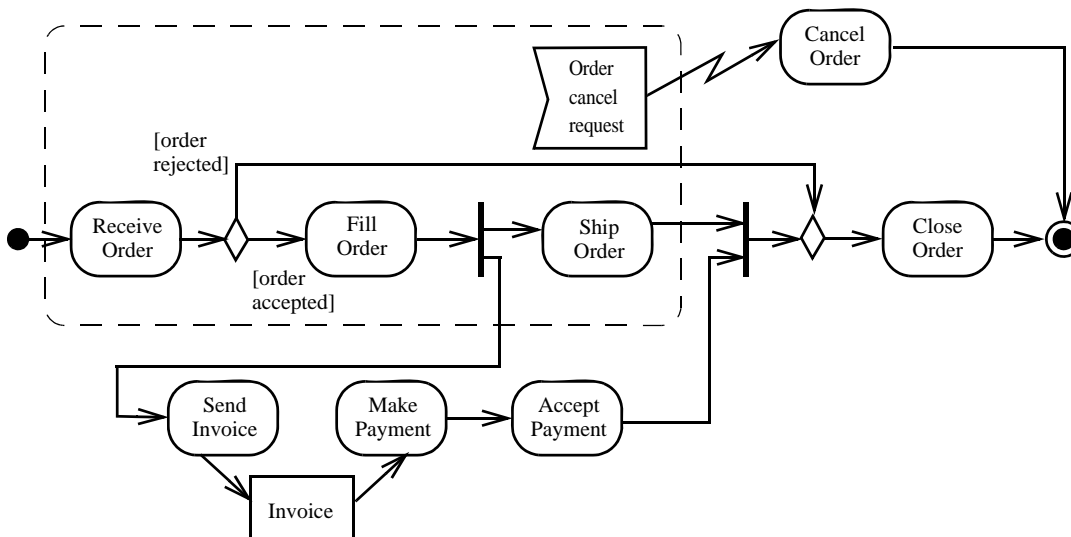 Cancel
Order
Order
cancel
request
[order
rejected]
Receive
Order
Fill
Order
Ship
Order
Close
Order
[order
accepted]
Send
Invoice
Make
Payment
Accept
Payment
Invoice